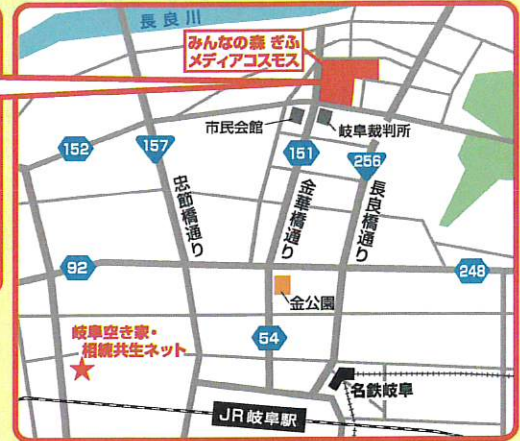 長良川
みんなの森 ぎふ
メディアコスモス
市民会館
岐阜裁判所
152
157
151
256
忠節橋通り
金華橋通り
長良橋通り
92
248
金公園
54
岐阜空き家・
相続共生ネット
名鉄岐阜
JR岐阜駅